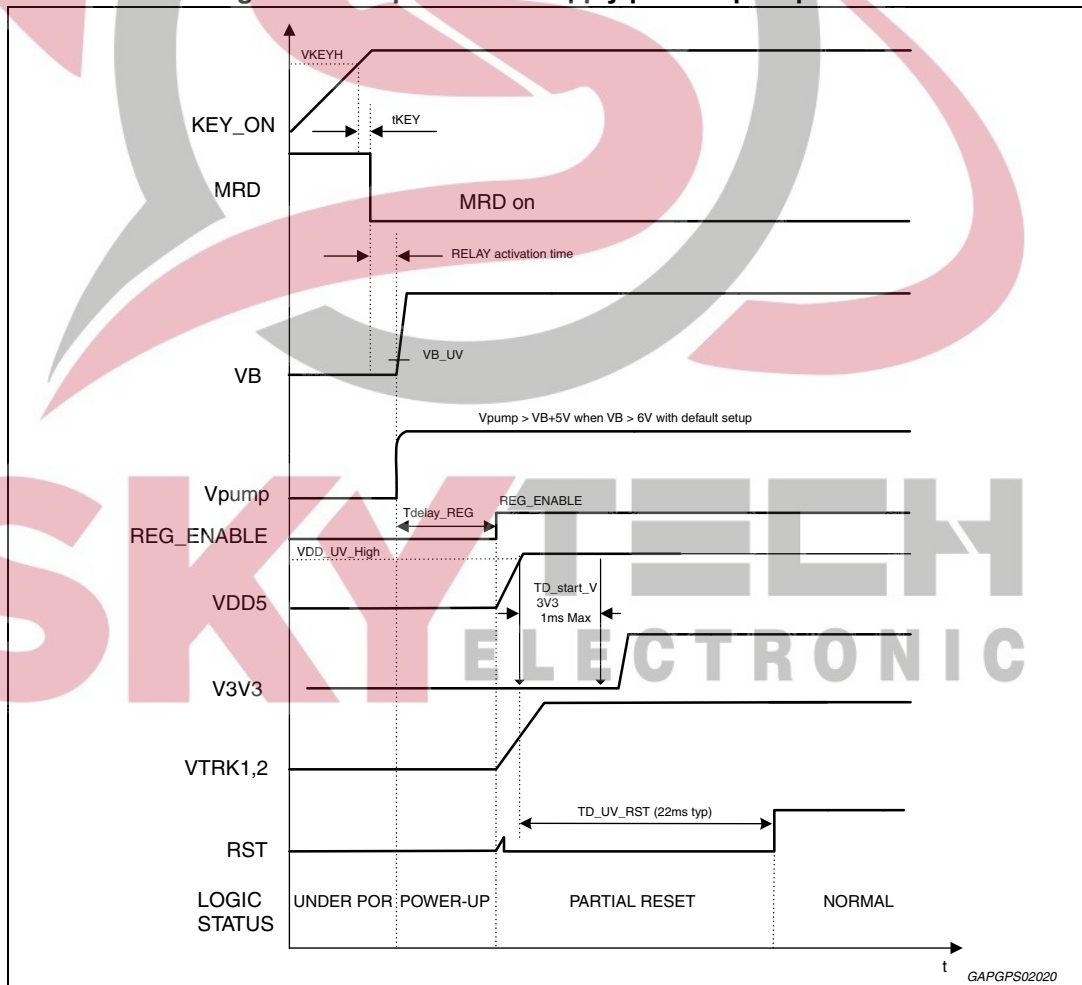 VKEYH
KEY_ON
tKEY
MRD
MRD on
RELAY activation time
VB_UV
VB
Vpump > VB+5V when VB > 6V with default setup
Vpump
Tdelay_REG
REG_ENABLE
REG_ENABLE
VDD_UV_High
VDD5
TD_start_V
3V3
1ms Max
V3V3
VTRK1,2
TD_UV_RST (22ms typ)
RST
LOGIC
STATUS
UNDER POR
POWER-UP
PARTIAL RESET
NORMAL
t
GAPGPS02020
SKY TECH
ELECTRONIC